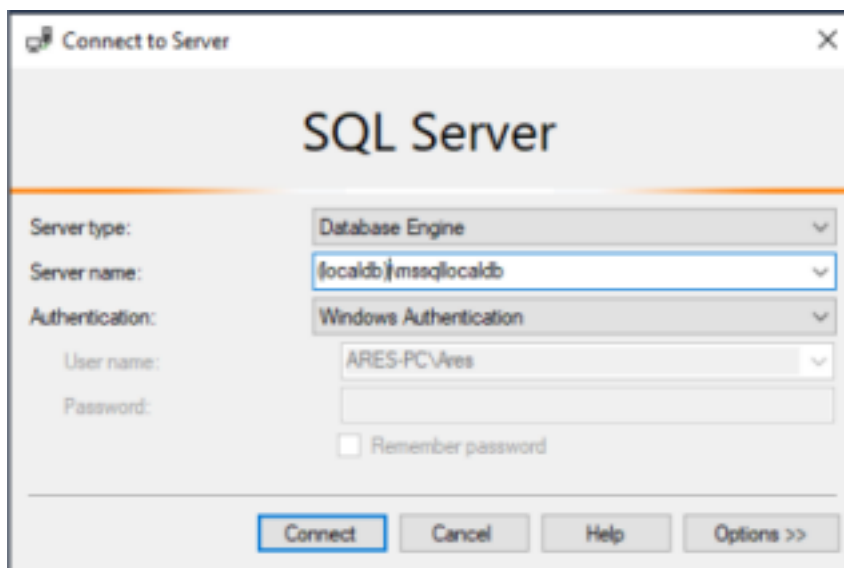 Connect to Server
SQL Server
Server type: Database Engine
Server name: (localdb)\mssqllocaldb
Authentication: Windows Authentication
User name: ARES-PC\Ares
Password:
Remember password
Connect Cancel Help Options >>